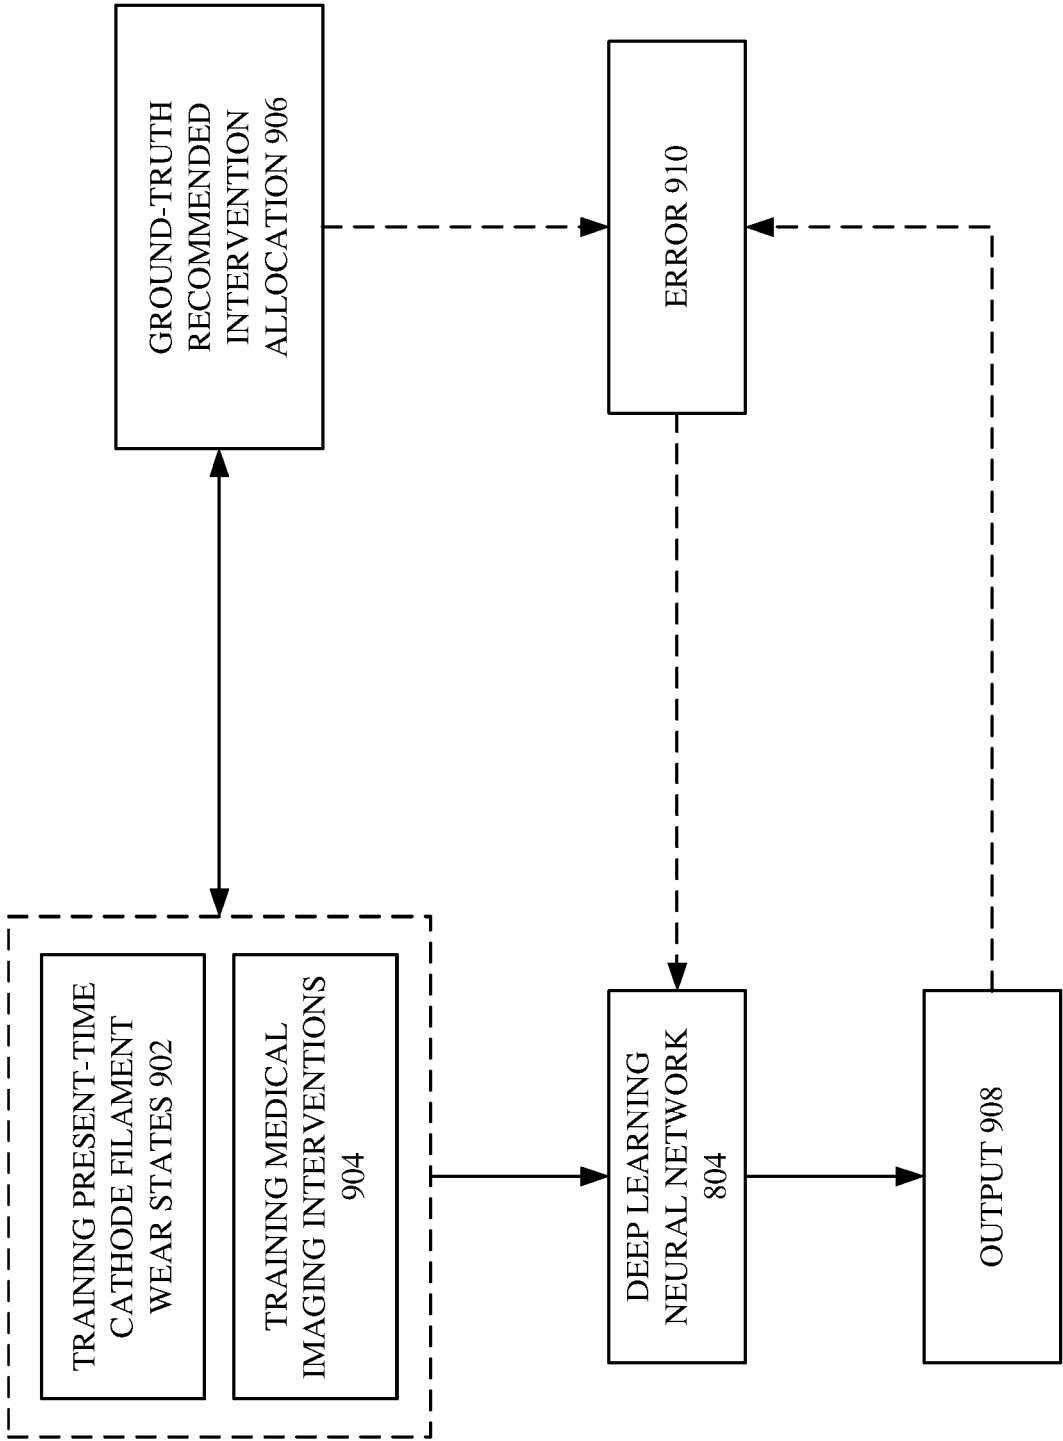 TRAINING PRESENT-TIME
CATHODE FILAMENT
WEAR STATES 902
TRAINING MEDICAL
IMAGING INTERVENTIONS
904
GROUND-TRUTH
RECOMMENDED
INTERVENTION
ALLOCATION 906
DEEP LEARNING
NEURAL NETWORK
804
ERROR 910
OUTPUT 908